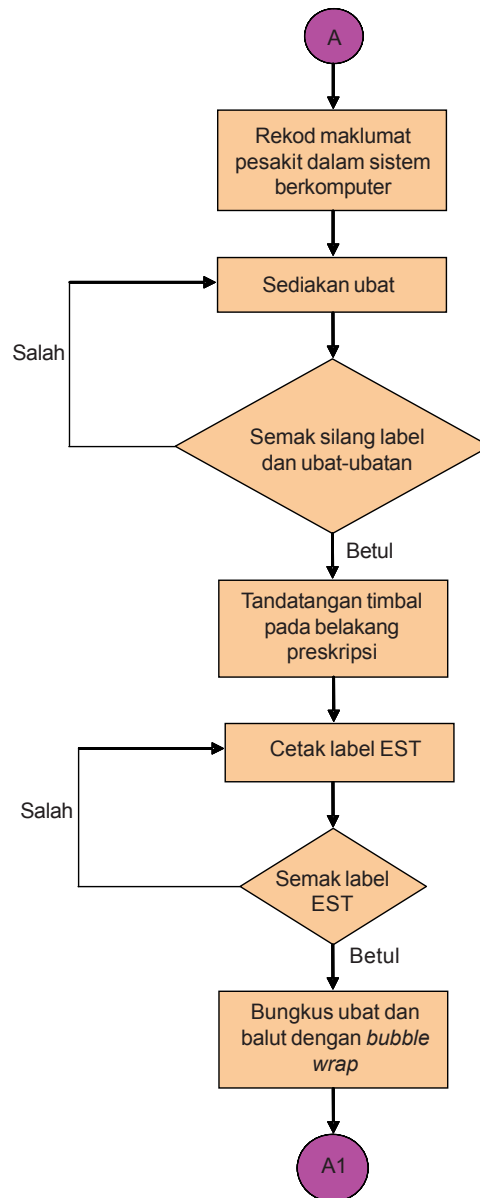 A
Rekod maklumat
pesakit dalam sistem
berkomputer
Sediakan ubat
Salah
Semak silang label
dan ubat-ubatan
Betul
Tandatangan timbal
pada belakang
preskripsi
Cetak label EST
Salah
Semak label
EST
Betul
Bungkus ubat dan
balut dengan bubble
wrap
A1